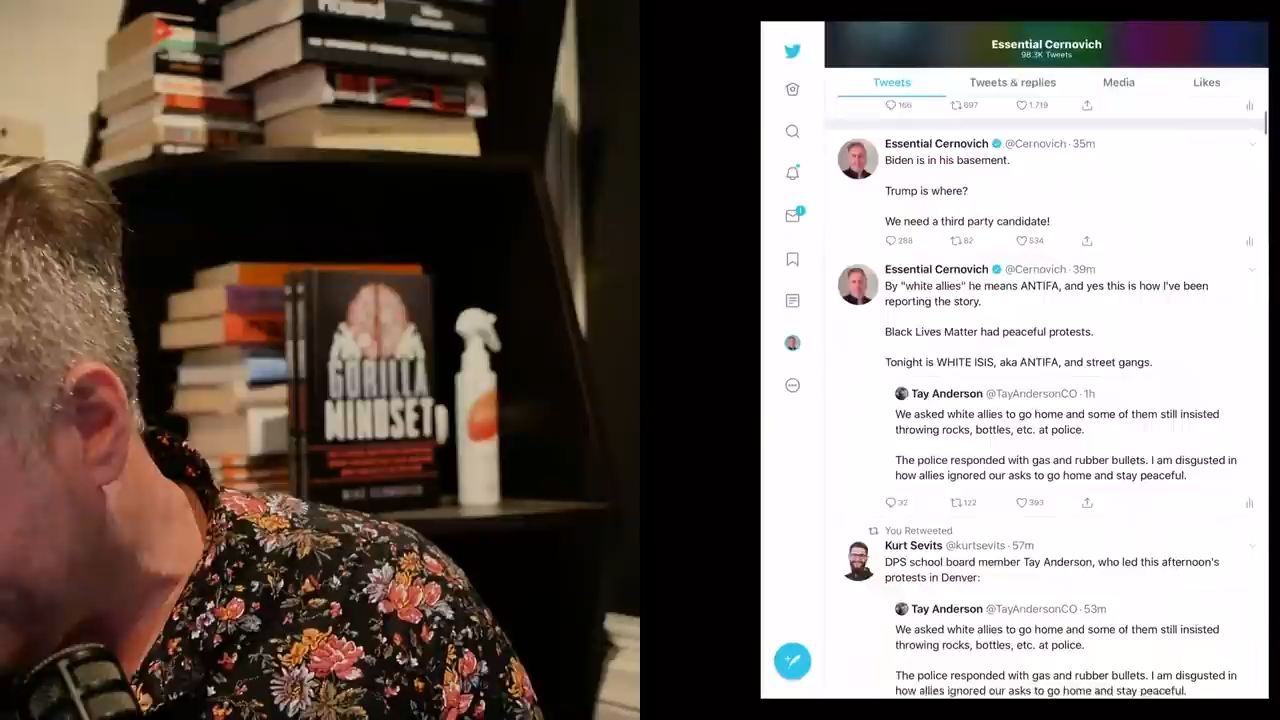 GORILLA
MINDSET
Essential Cernovich
98.3K Tweets
Tweets
Tweets & replies
Media
Likes
166
697
1,719
Essential Cernovich @Cernovich · 35m
Biden is in his basement.
Trump is where?
We need a third party candidate!
288
82
534
Essential Cernovich @Cernovich · 39m
By "white allies" he means ANTIFA, and yes this is how I've been
reporting the story.
Black Lives Matter had peaceful protests.
Tonight is WHITE ISIS, aka ANTIFA, and street gangs.
Tay Anderson @TayAndersonCO · 1h
We asked white allies to go home and some of them still insisted
throwing rocks, bottles, etc. at police.
The police responded with gas and rubber bullets. I am disgusted in
how allies ignored our asks to go home and stay peaceful.
32
122
393
You Retweeted
Kurt Sevits @kurtsevits · 57m
DPS school board member Tay Anderson, who led this afternoon's
protests in Denver:
Tay Anderson @TayAndersonCO · 53m
We asked white allies to go home and some of them still insisted
throwing rocks, bottles, etc. at police.
The police responded with gas and rubber bullets. I am disgusted in
how allies ignored our asks to go home and stay peaceful.